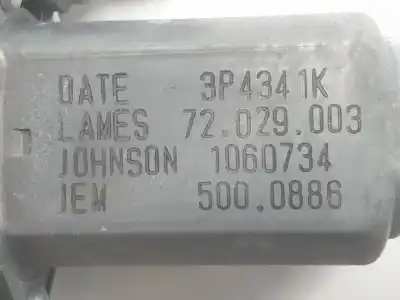 DATE 3P4341K
LAMES 72.029.003
JOHNSON 1060734
JEM 500.0886